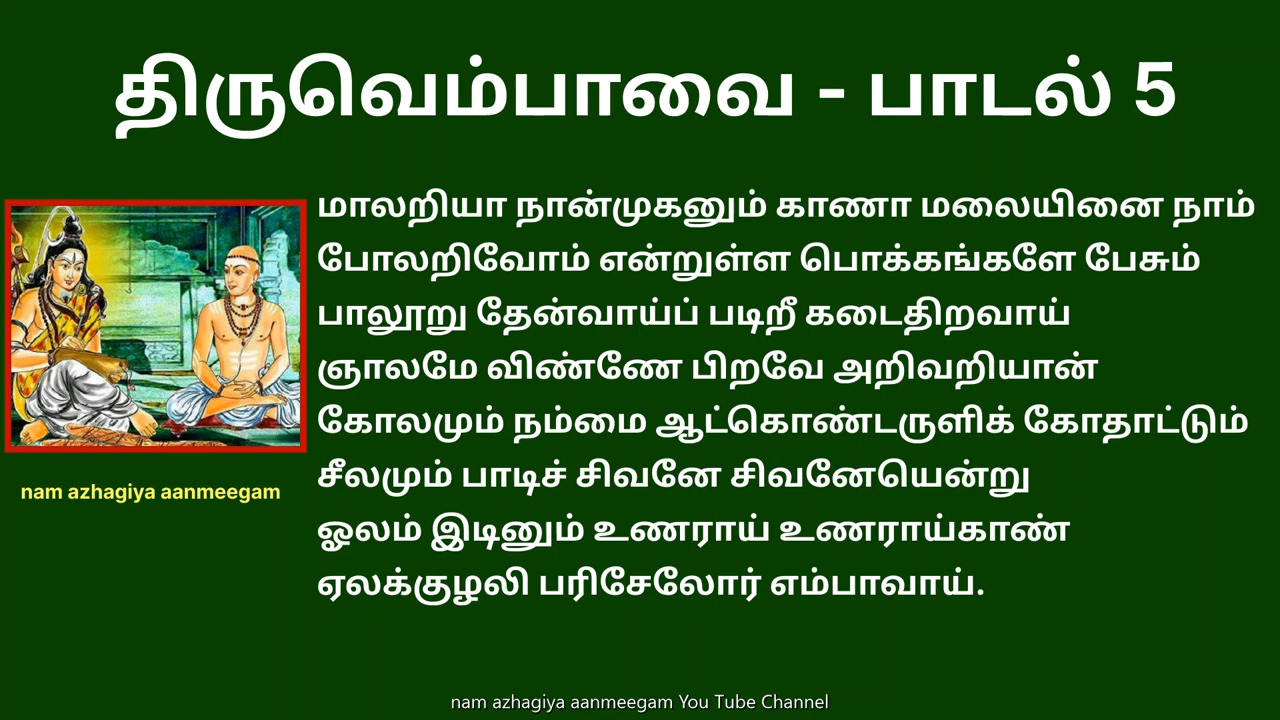 திருவெம்பாவை - பாடல் 5
மாலறியா நான்முகனும் காணா மலையினை நாம்
போலறிவோம் என்றுள்ள பொக்கங்களே பேசும்
பாலூறு தேன்வாய்ப் படிறீ கடைதிறவாய்
ஞாலமே விண்ணே பிறவே அறிவறியான்
கோலமும் நம்மை ஆட்கொண்டருளிக் கோதாட்டும்
சீலமும் பாடிச் சிவனே சிவனேயென்று
ஓலம் இடினும் உணராய் உணராய்காண்
ஏலக்குழலி பரிசேலோர் எம்பாவாய்.
nam azhagiya aanmeegam
nam azhagiya aanmeegam You Tube Channel